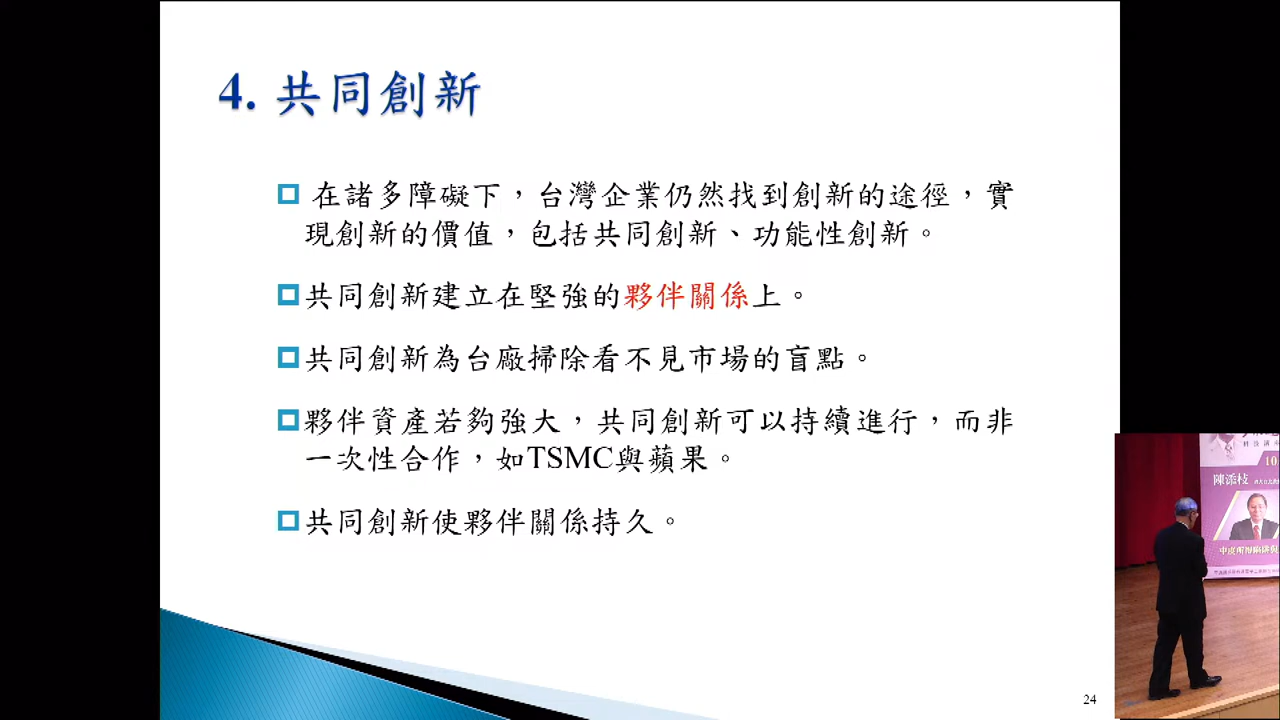 4. 共同創新
在諸多障礙下，台灣企業仍然找到創新的途徑，實
現創新的價值，包括共同創新、功能性創新。
共同創新建立在堅強的夥伴關係上。
共同創新為台廠掃除看不見市場的盲點。
夥伴資產若夠強大，共同創新可以持續進行，而非
一次性合作，如TSMC與蘋果。
共同創新使夥伴關係持久。
24
10
陳添枝